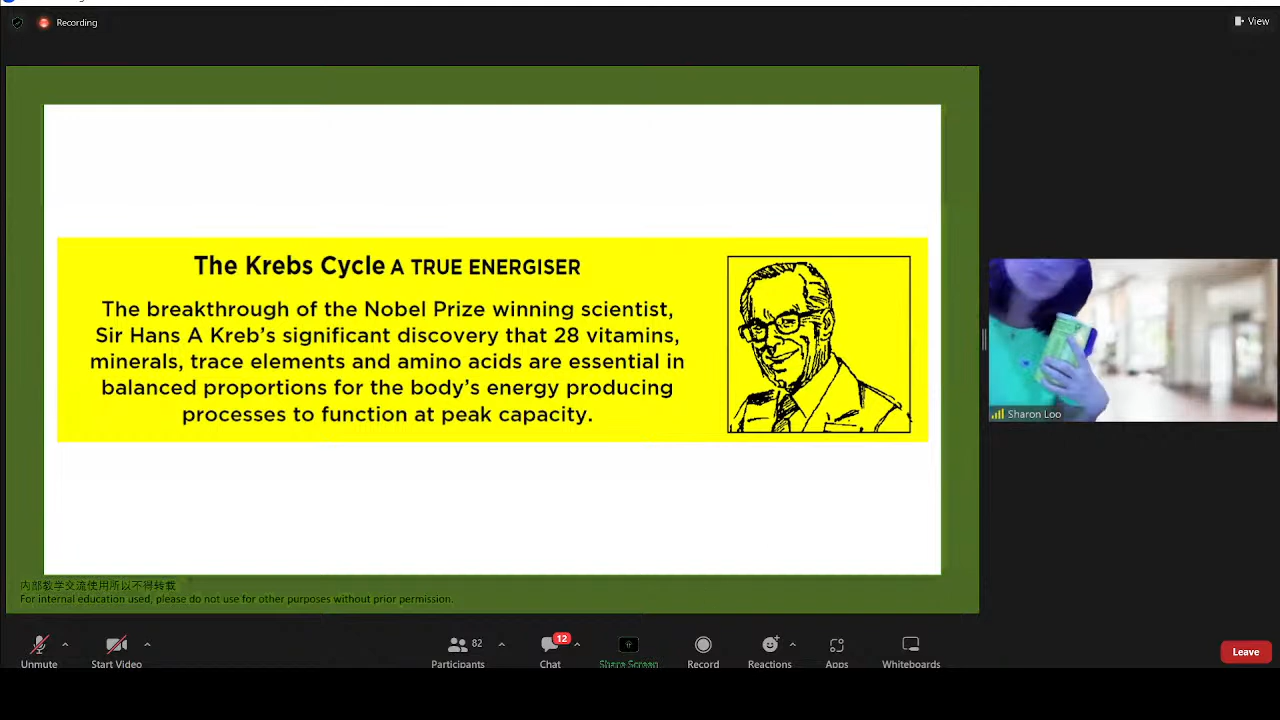 Recording
View
The Krebs Cycle A TRUE ENERGISER
The breakthrough of the Nobel Prize winning scientist,
Sir Hans A Kreb's significant discovery that 28 vitamins,
minerals, trace elements and amino acids are essential in
balanced proportions for the body's energy producing
processes to function at peak capacity.
Sharon Loo
内部教学交流使用所以不得转载
For internal education used, please do not use for other purposes without prior permission.
82
12
Unmute
Start Video
Participants
Chat
Share Screen
Record
Reactions
Apps
Whiteboards
Leave